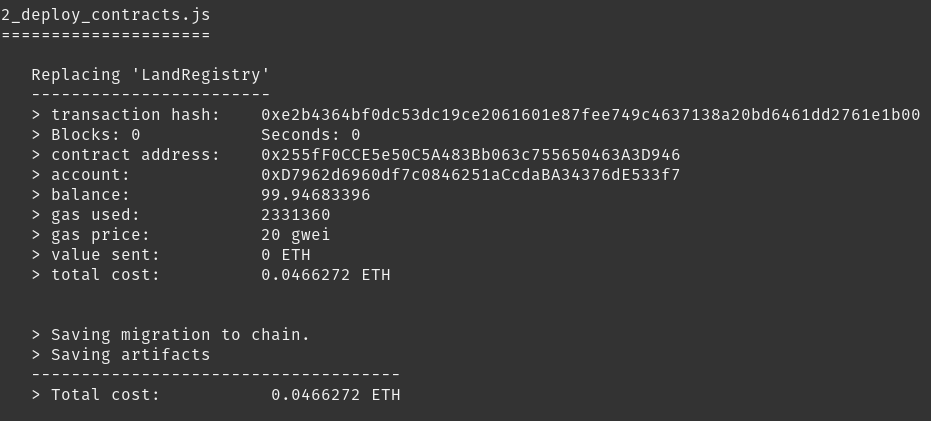 2_deploy_contracts.js
=====================
Replacing 'LandRegistry'
------------------------
> transaction hash:    0xe2b4364bf0dc53dc19ce2061601e87fee749c4637138a20bd6461dd2761e1b00
> Blocks: 0            Seconds: 0
> contract address:    0x255fF0CCE5e50C5A483Bb063c755650463A3D946
> account:             0xD7962d6960df7c0846251aCcdaBA34376dE533f7
> balance:             99.94683396
> gas used:            2331360
> gas price:           20 gwei
> value sent:          0 ETH
> total cost:          0.0466272 ETH
> Saving migration to chain.
> Saving artifacts
-------------------------------------
> Total cost:           0.0466272 ETH